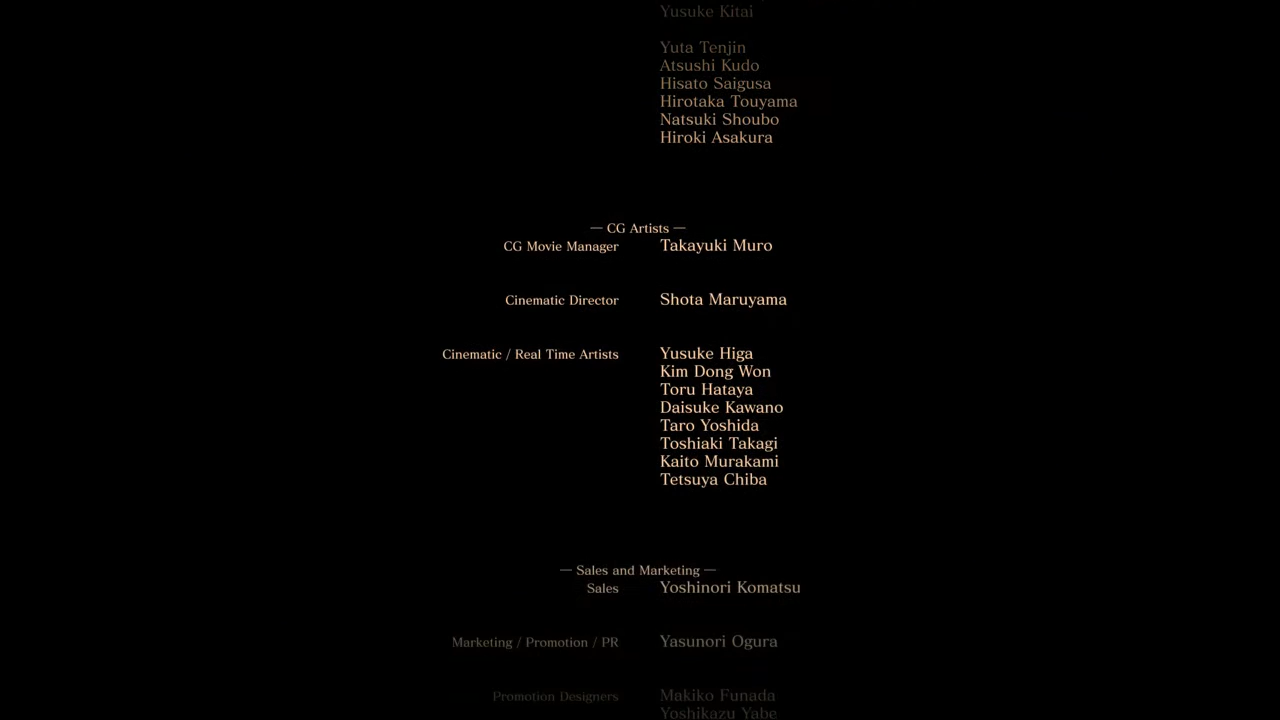 Yusuke Kitai
Yuta Tenjin
Atsushi Kudo
Hisato Saigusa
Hirotaka Touyama
Natsuki Shoubo
Hiroki Asakura
— CG Artists —
CG Movie Manager Takayuki Muro
Cinematic Director Shota Maruyama
Cinematic / Real Time Artists Yusuke Higa
Kim Dong Won
Toru Hataya
Daisuke Kawano
Taro Yoshida
Toshiaki Takagi
Kaito Murakami
Tetsuya Chiba
— Sales and Marketing —
Sales Yoshinori Komatsu
Marketing / Promotion / PR Yasunori Ogura
Promotion Designers Makiko Funada
Yoshikazu Yabe